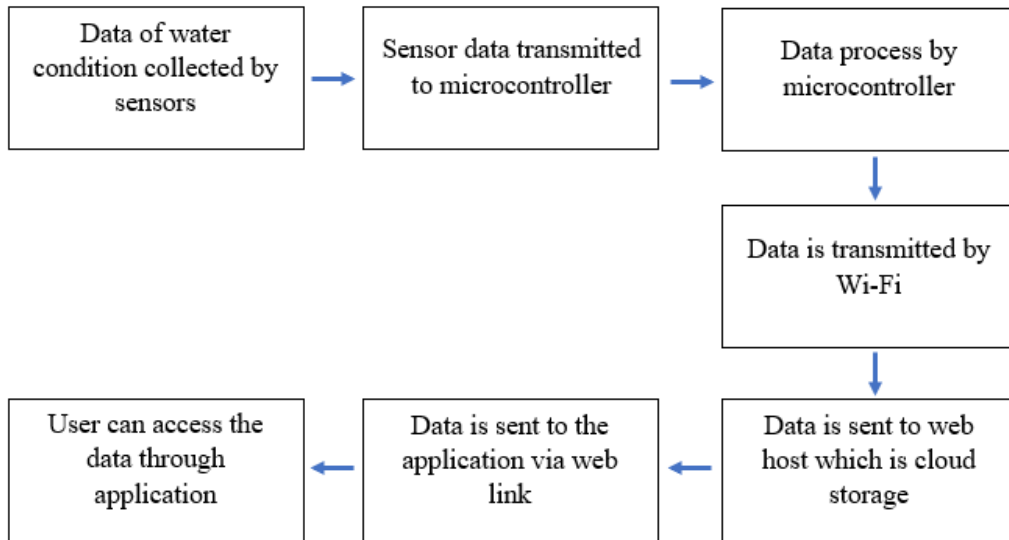 Data of water
condition collected by
sensors
Sensor data transmitted
to microcontroller
Data process by
microcontroller
Data is transmitted by
Wi-Fi
Data is sent to web
host which is cloud
storage
Data is sent to the
application via web
link
User can access the
data through
application